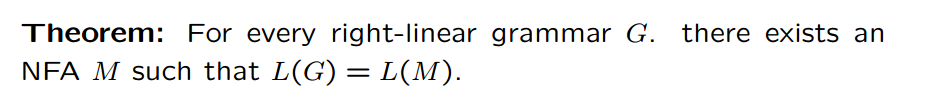 Theorem: For every right-linear grammar G. there exists an
NFA M such that L(G) = L(M).